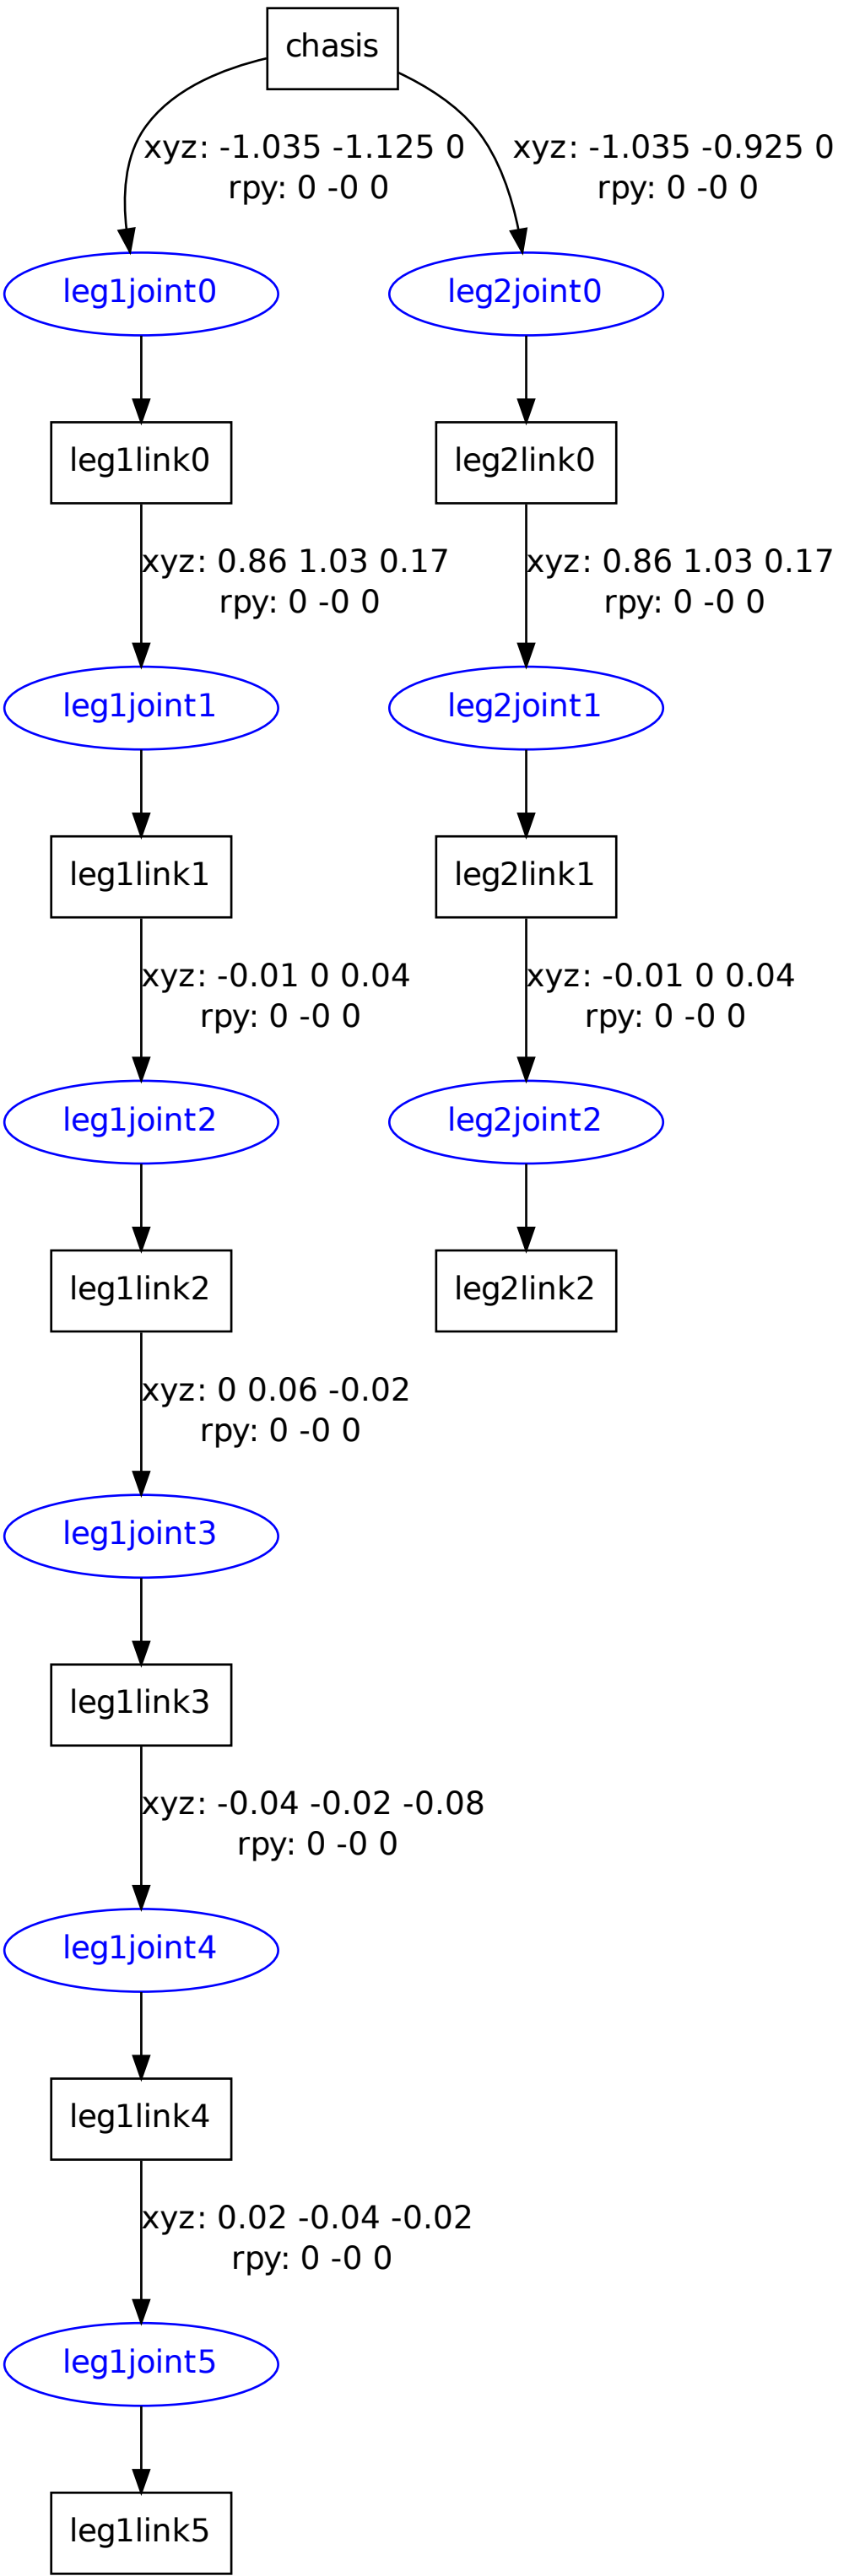 chasis
xyz: -1.035 -1.125 0
rpy: 0 -0 0
xyz: -1.035 -0.925 0
rpy: 0 -0 0
leg1joint0
leg2joint0
leg1link0
leg2link0
xyz: 0.86 1.03 0.17
rpy: 0 -0 0
xyz: 0.86 1.03 0.17
rpy: 0 -0 0
leg1joint1
leg2joint1
leg1link1
leg2link1
xyz: -0.01 0 0.04
rpy: 0 -0 0
xyz: -0.01 0 0.04
rpy: 0 -0 0
leg1joint2
leg2joint2
leg1link2
leg2link2
xyz: 0 0.06 -0.02
rpy: 0 -0 0
leg1joint3
leg1link3
xyz: -0.04 -0.02 -0.08
rpy: 0 -0 0
leg1joint4
leg1link4
xyz: 0.02 -0.04 -0.02
rpy: 0 -0 0
leg1joint5
leg1link5